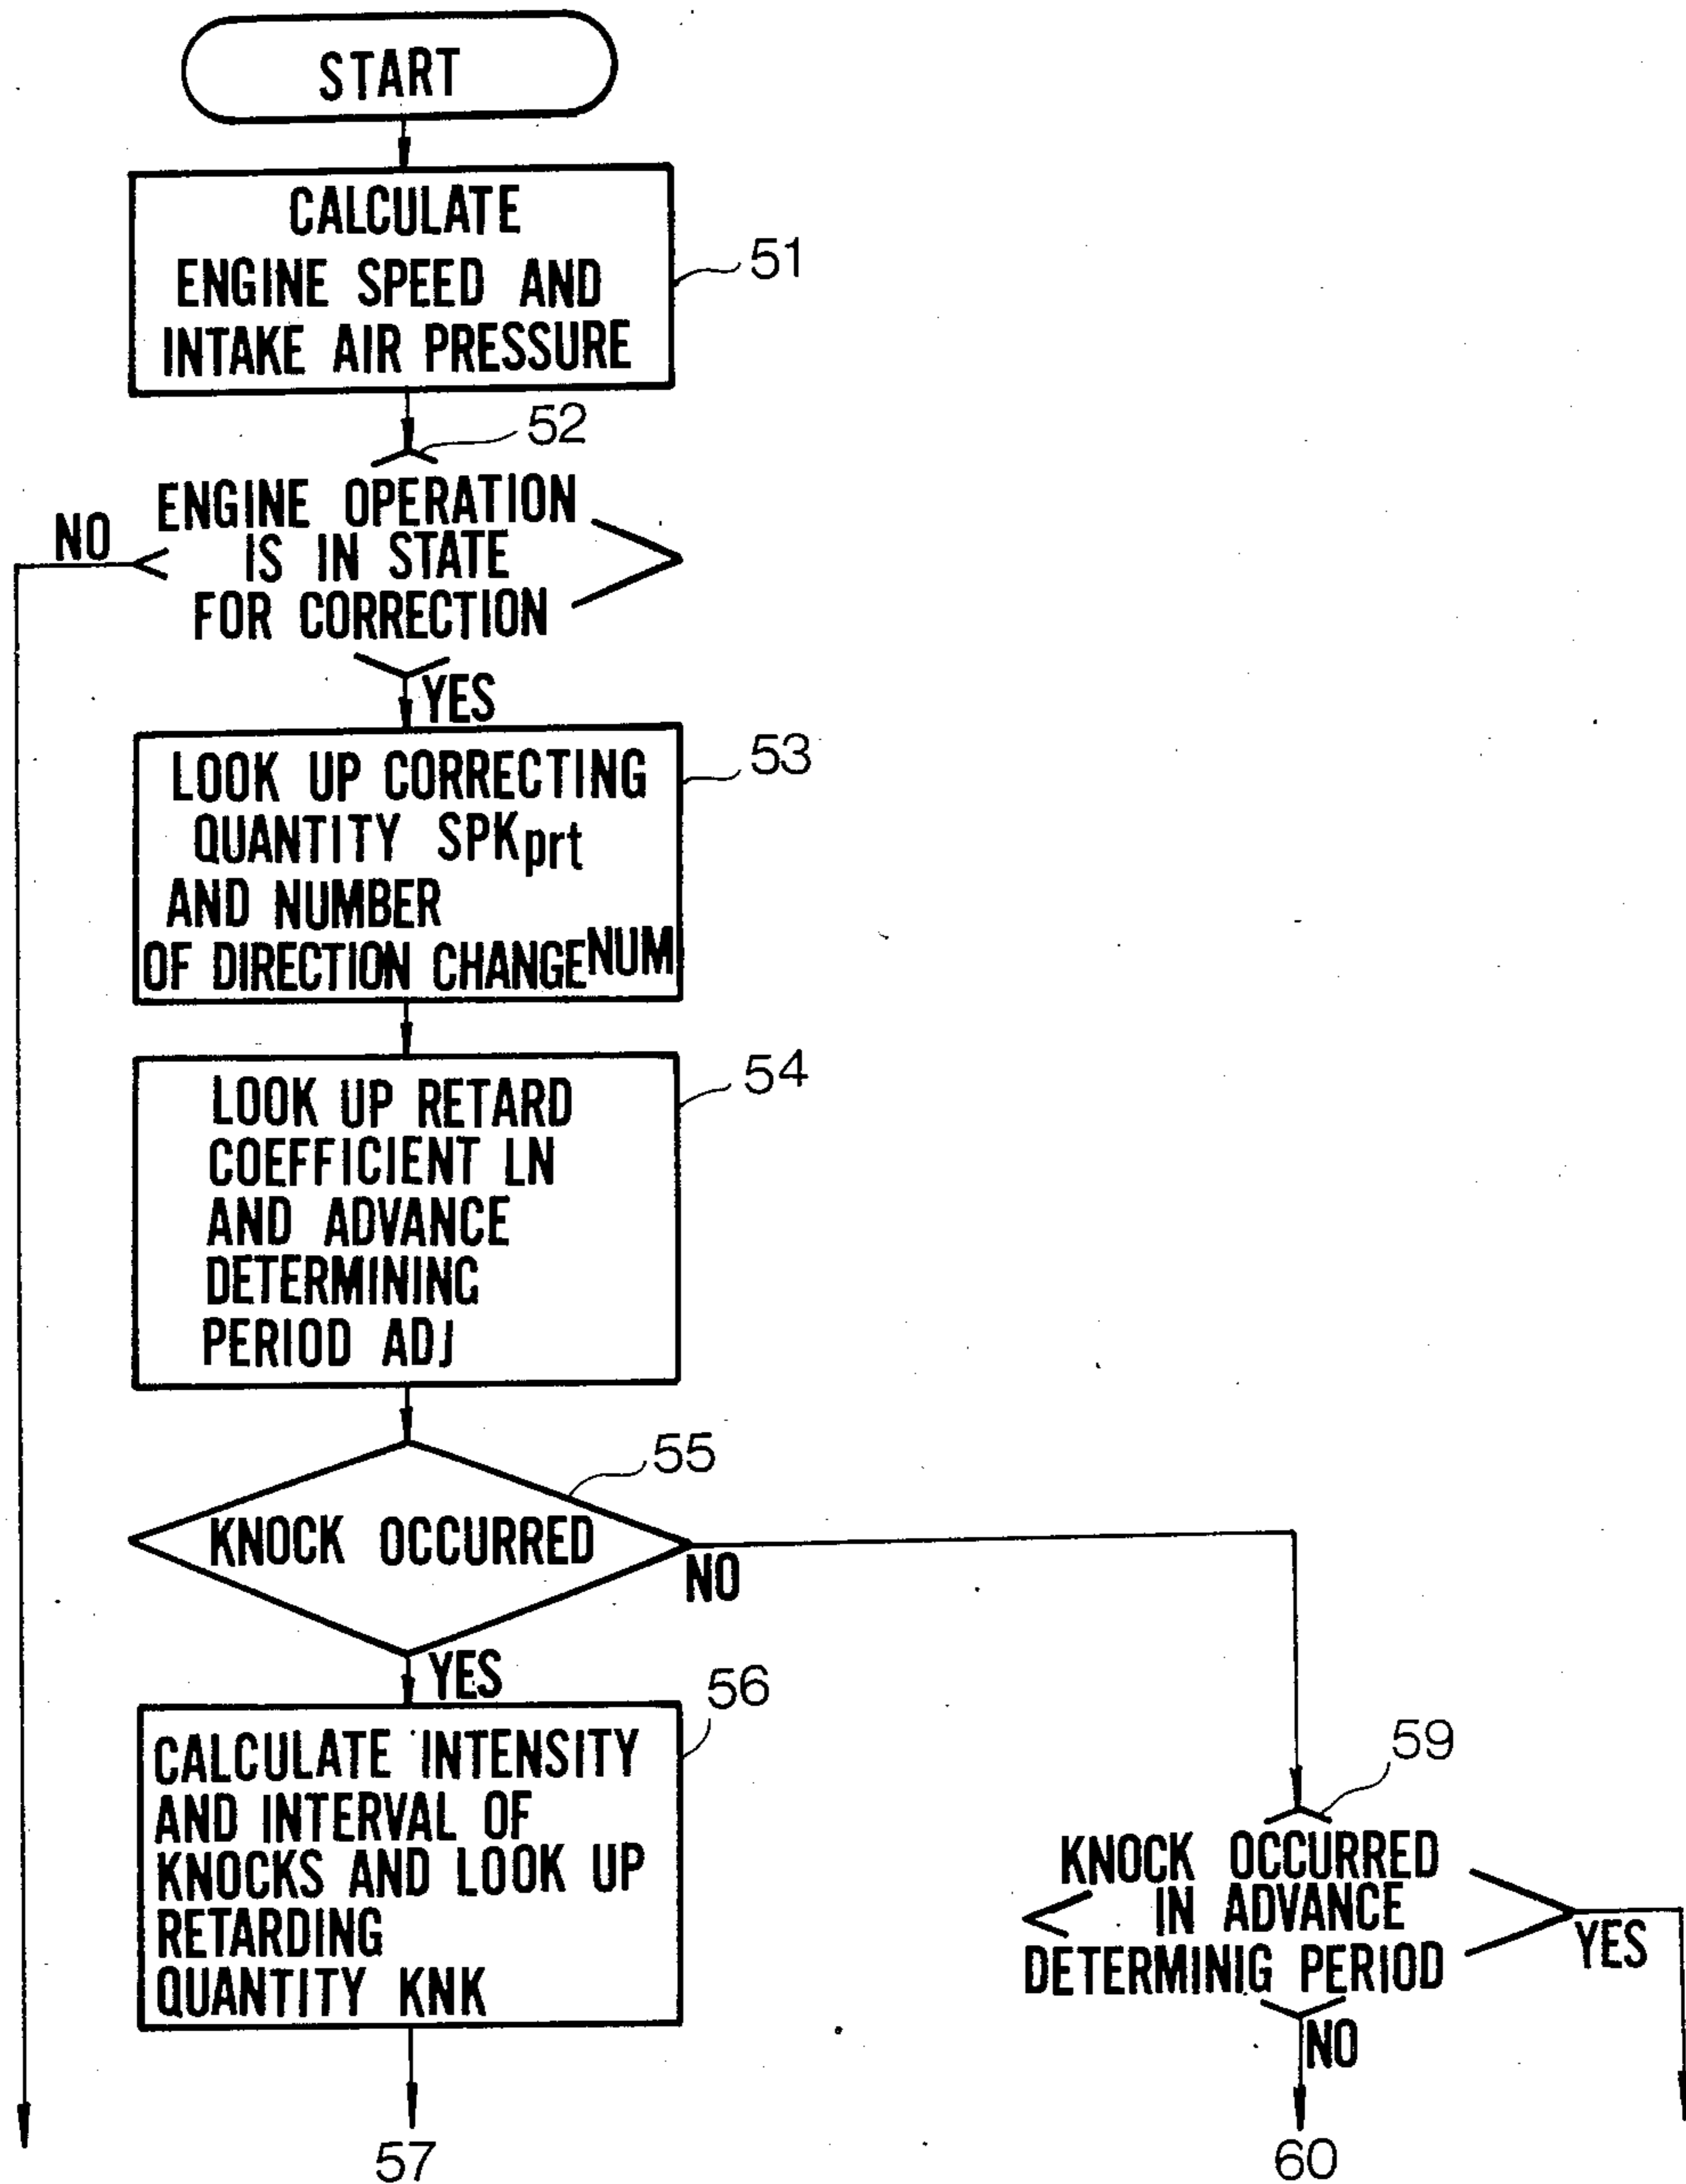 START
CALCULATE
ENGINE SPEED AND
INTAKE AIR PRESSURE
51
52
ENGINE OPERATION
IS IN STATE
FOR CORRECTION
NO
YES
LOOK UP CORRECTING
QUANTITY SPKprt
AND NUMBER
OF DIRECTION CHANGE NUM
53
LOOK UP RETARD
COEFFICIENT LN
AND ADVANCE
DETERMINING
PERIOD ADJ
54
KNOCK OCCURRED
55
NO
YES
CALCULATE INTENSITY
AND INTERVAL OF
KNOCKS AND LOOK UP
RETARDING
QUANTITY KNK
56
57
59
KNOCK OCCURRED
IN ADVANCE
DETERMINIG PERIOD
YES
NO
60